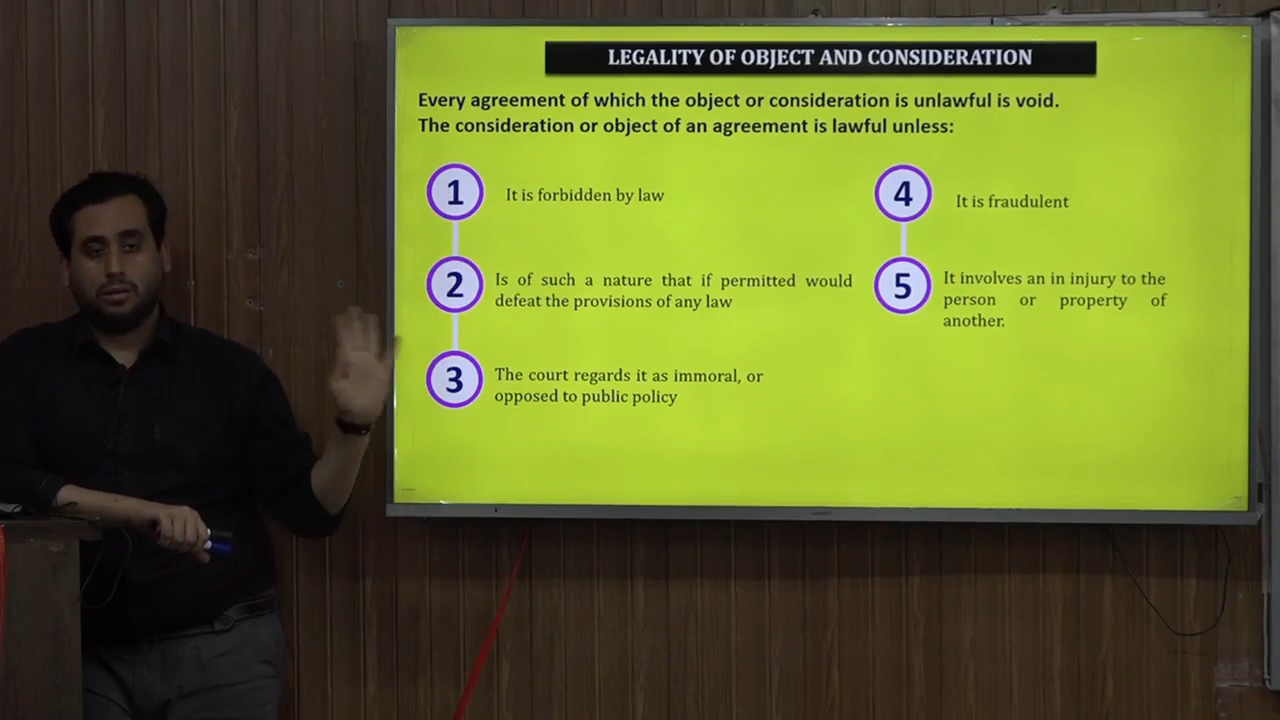 LEGALITY OF OBJECT AND CONSIDERATION
Every agreement of which the object or consideration is unlawful is void.
The consideration or object of an agreement is lawful unless:
1
It is forbidden by law
2
Is of such a nature that if permitted would
defeat the provisions of any law
3
The court regards it as immoral, or
opposed to public policy
4
It is fraudulent
5
It involves an in injury to the
person or property of
another.